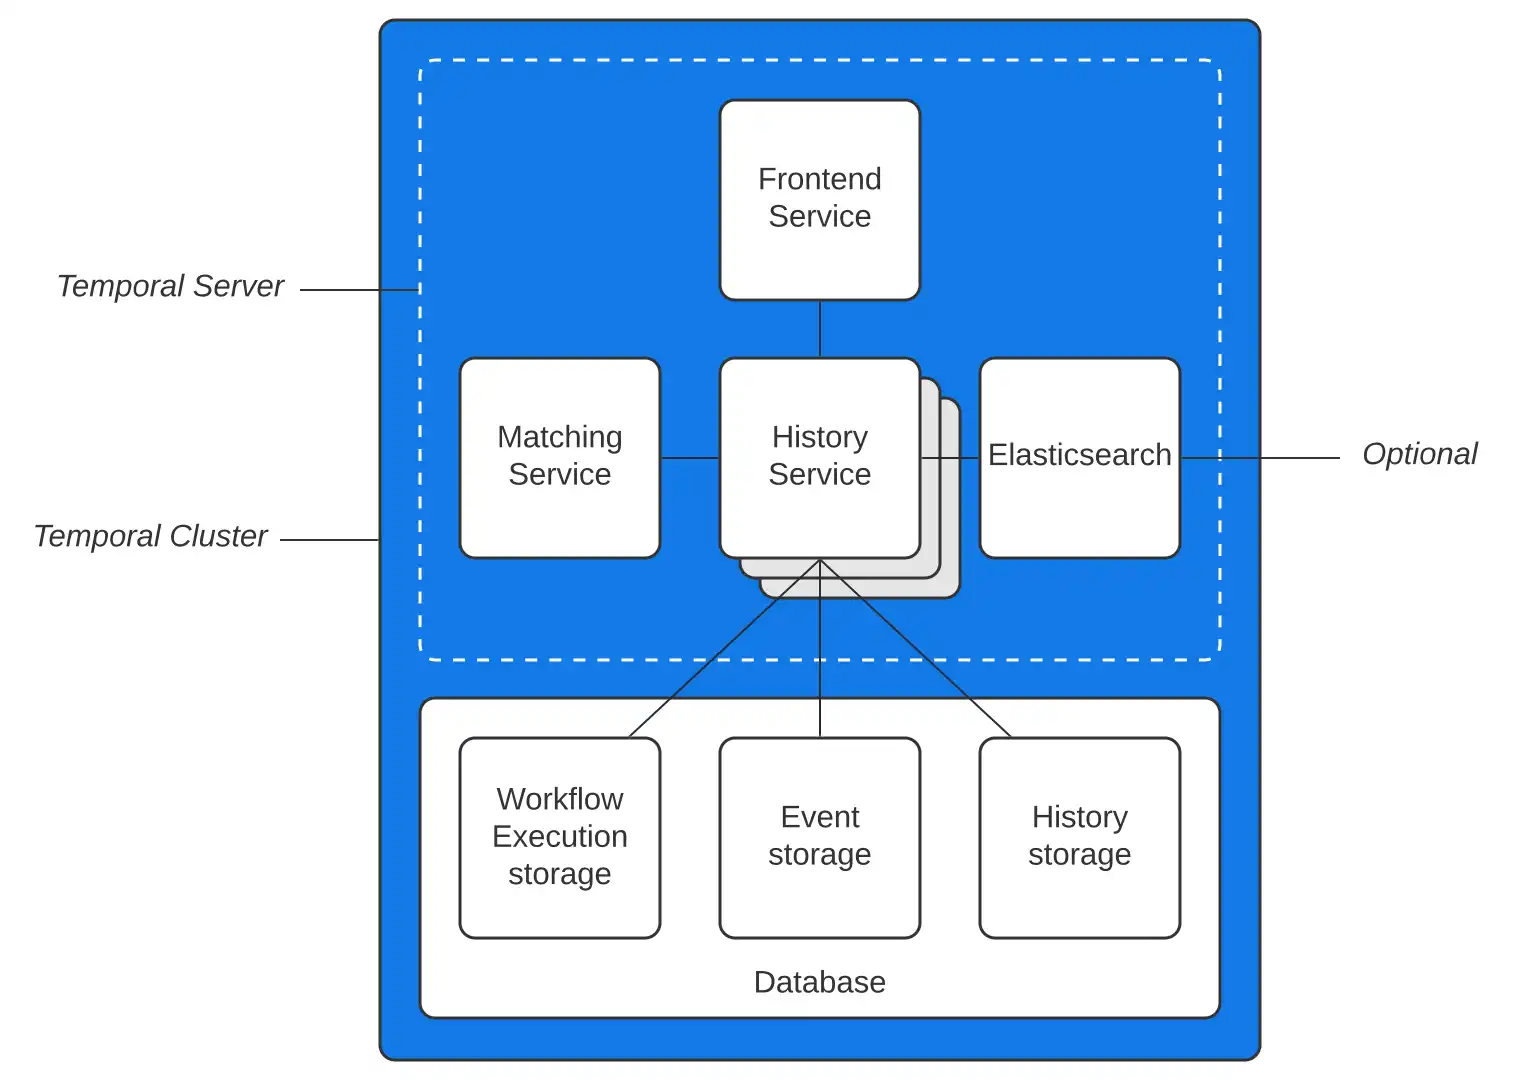 Frontend
Service
Temporal Server
Matching
Service
History
Service
Elasticsearch
Optional
Temporal Cluster
Workflow
Execution
storage
Event
storage
History
storage
Database